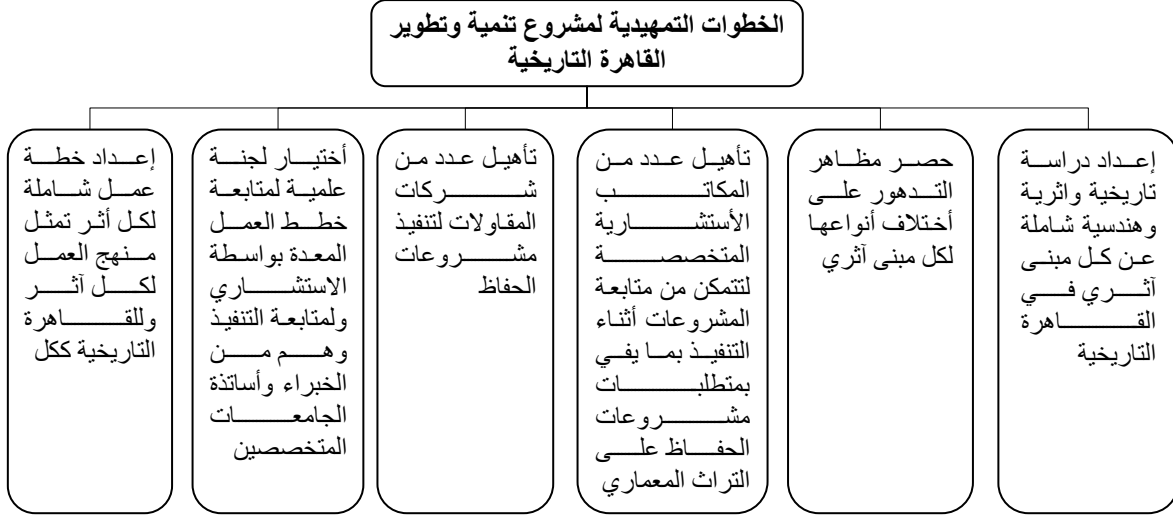 الخطوات التمهيدية لمشروع تنمية وتطوير
القاهرة التاريخية
إعداد دراسة
تاريخية واثرية
وهندسية شاملة
عن كل مبنى
آثري في
القاهرة
التاريخية
حصر مظاهر
التدهور على
أختلاف أنواعها
لكل مبنى آثري
تأهيل عدد من
المكاتب
الأستشارية
المتخصصة
لتتمكن من متابعة
المشروعات أثناء
التنفيذ بما يفي
بمتطلبات
مشروعات
الحفاظ على
التراث المعماري
تأهيل عدد من
شركات
المقاولات لتنفيذ
مشروعات
الحفاظ
أختيار لجنة
علمية لمتابعة
خطط العمل
المعدة بواسطة
الاستشاري
ولمتابعة التنفيذ
وهم من
الخبراء وأساتذة
الجامعات
المتخصصين
إعداد خطة
عمل شاملة
لكل أثر تمثل
منهج العمل
لكل آثر
وللقاهرة
التاريخية ككل